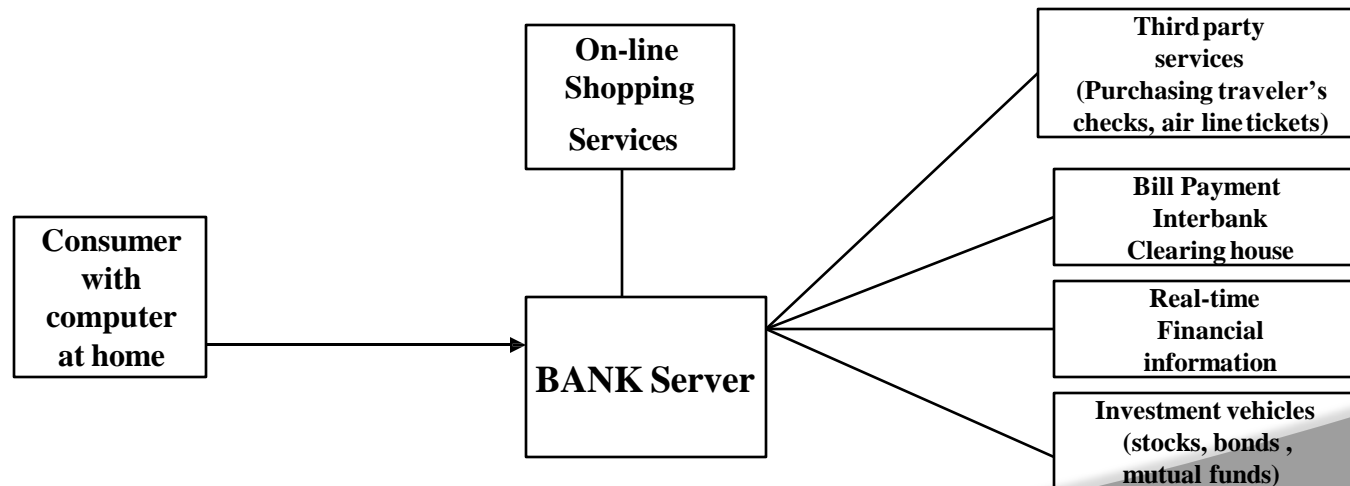 On-line
Shopping
Services
Third party
services
(Purchasing traveler’s
checks, air line tickets)
Consumer
with
computer
at home
BANK Server
Bill Payment
Interbank
Clearing house
Real-time
Financial
information
Investment vehicles
(stocks, bonds ,
mutual funds)